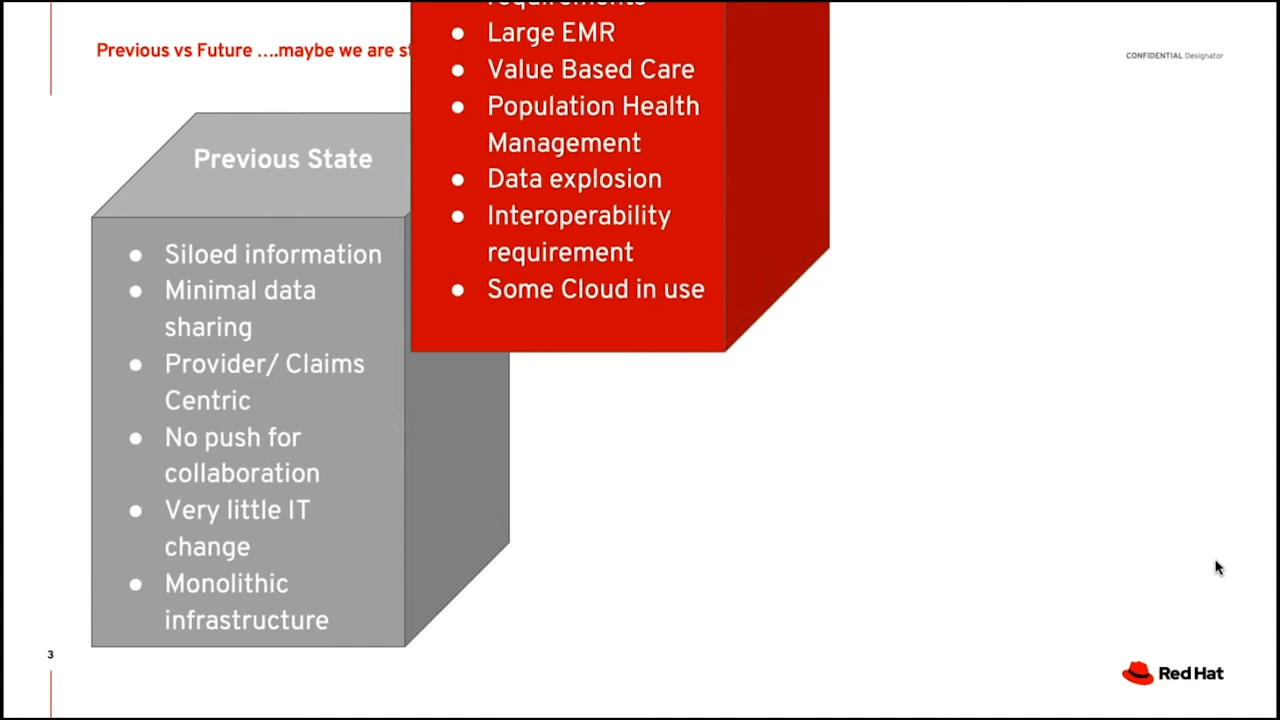 Previous vs Future ....maybe we are
CONFIDENTIAL Designator
Previous State
● Siloed information
● Minimal data
sharing
● Provider/ Claims
Centric
● No push for
collaboration
● Very little IT
change
● Monolithic
infrastructure
requirements
● Large EMR
● Value Based Care
● Population Health
Management
● Data explosion
● Interoperability
requirement
● Some Cloud in use
3
Red Hat